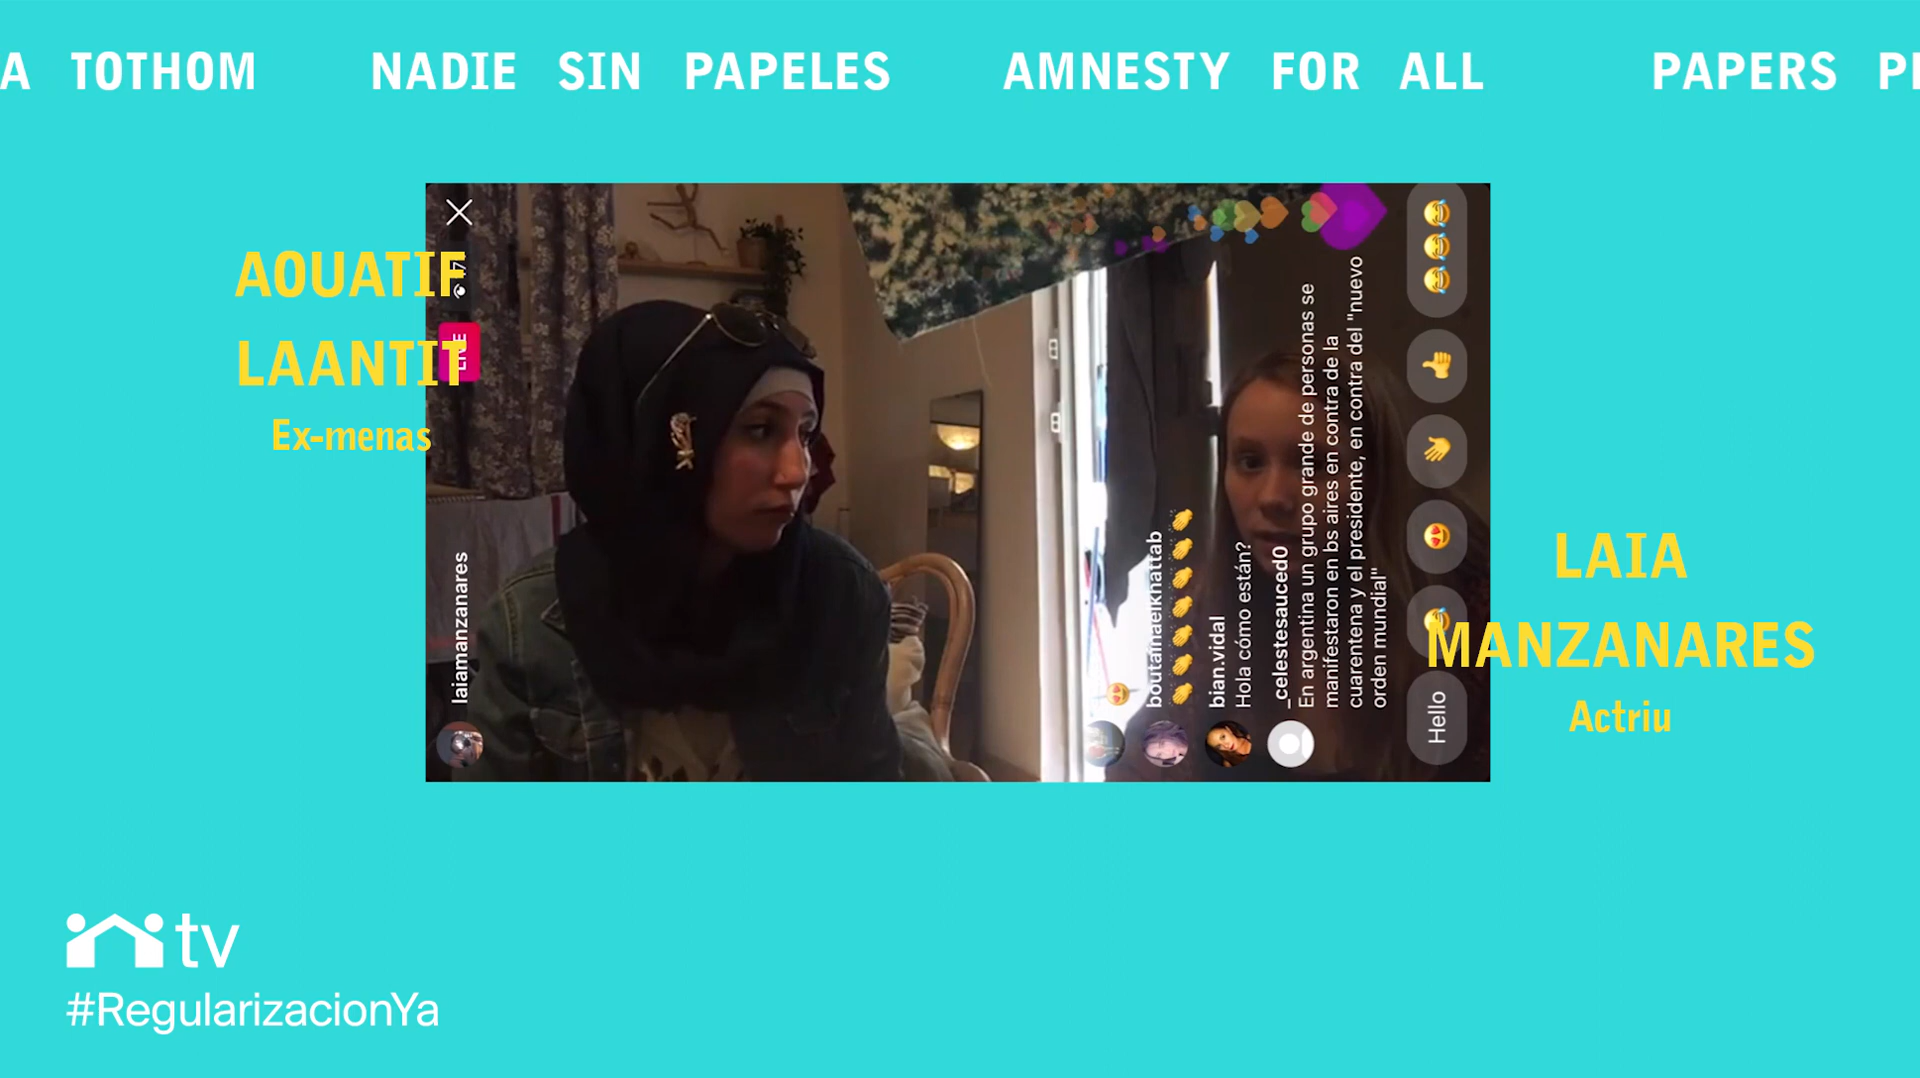 A TOTHOM NADIE SIN PAPELES AMNESTY FOR ALL PAPERS
AOUATIF
LAANTIT
Ex-menas
LIVE
laiamanzanares
boutainaelkhattab
👏👏👏👏👏👏👏
bian.vidal
Hola cómo están?
_celestesauced0
En argentina un grupo grande de personas se
manifestaron en bs aires en contra de la
cuarentena y el presidente, en contra del "nuevo
orden mundial"
Hello
LAIA
MANZANARES
Actriu
tv
#RegularizacionYa